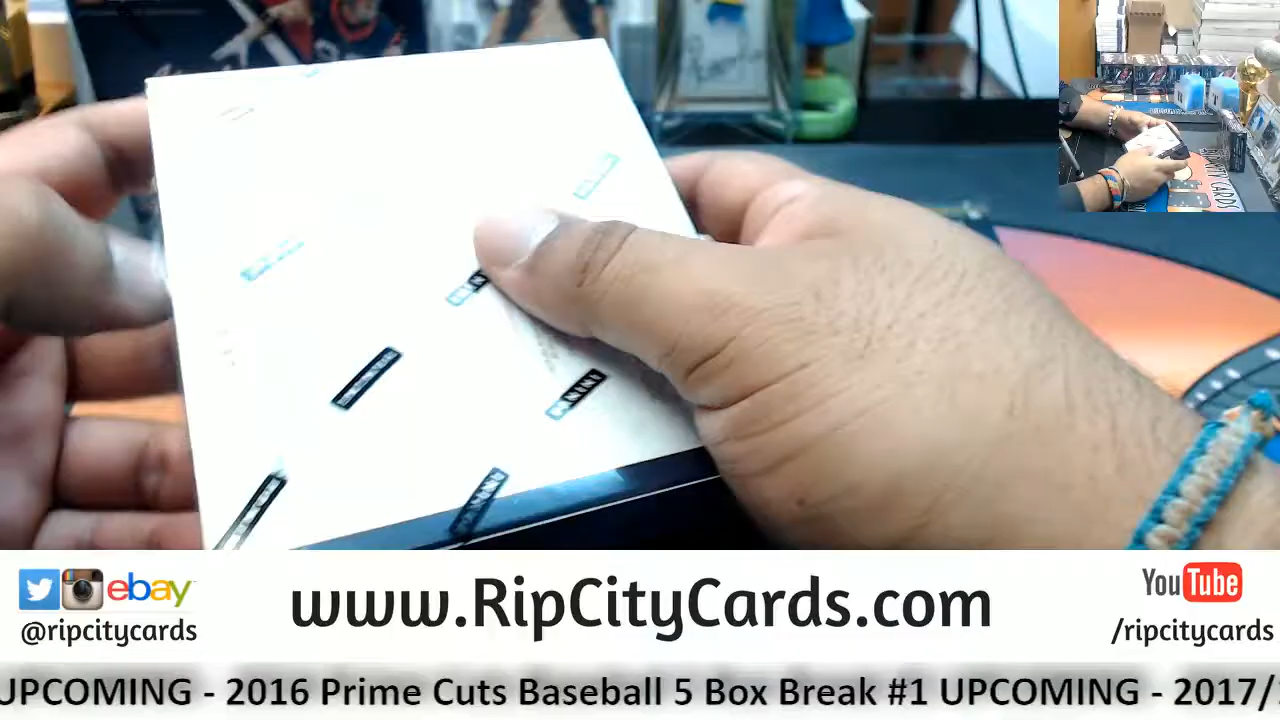 ebay
www.RipCityCards.com
YouTube
@ripcitycards
/ripcitycards
UPCOMING - 2016 Prime Cuts Baseball 5 Box Break #1 UPCOMING - 2017/